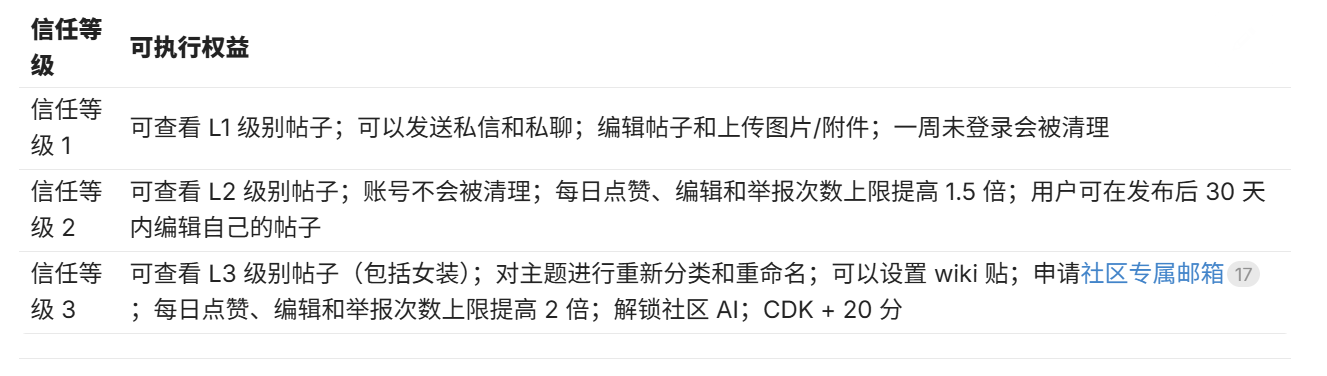 信任等
级
可执行权益
信任等
级 1
可查看 L1 级别帖子；可以发送私信和私聊；编辑帖子和上传图片/附件；一周未登录会被清理
信任等
级 2
可查看 L2 级别帖子；账号不会被清理；每日点赞、编辑和举报次数上限提高 1.5 倍；用户可在发布后 30 天
内编辑自己的帖子
信任等
级 3
可查看 L3 级别帖子（包括女装）；对主题进行重新分类和重命名；可以设置 wiki 贴；申请社区专属邮箱 17
；每日点赞、编辑和举报次数上限提高 2 倍；解锁社区 AI；CDK + 20 分